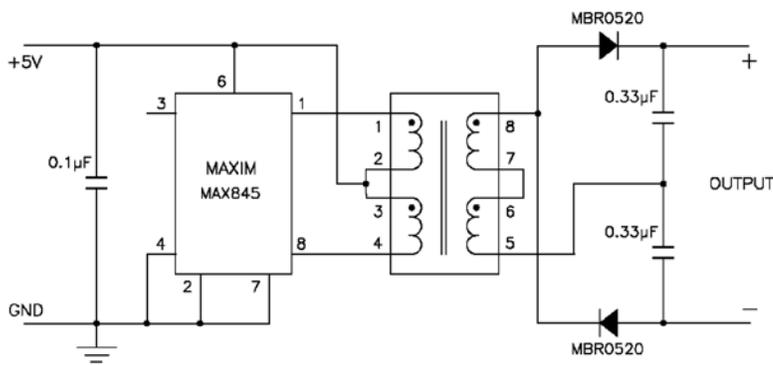 MBR0520
+5V
+
6
3
1
0.33µF
1
8
0.1µF
MAXIM
MAX845
2
7
OUTPUT
3
6
0.33µF
4
8
4
5
2
7
GND
−
MBR0520